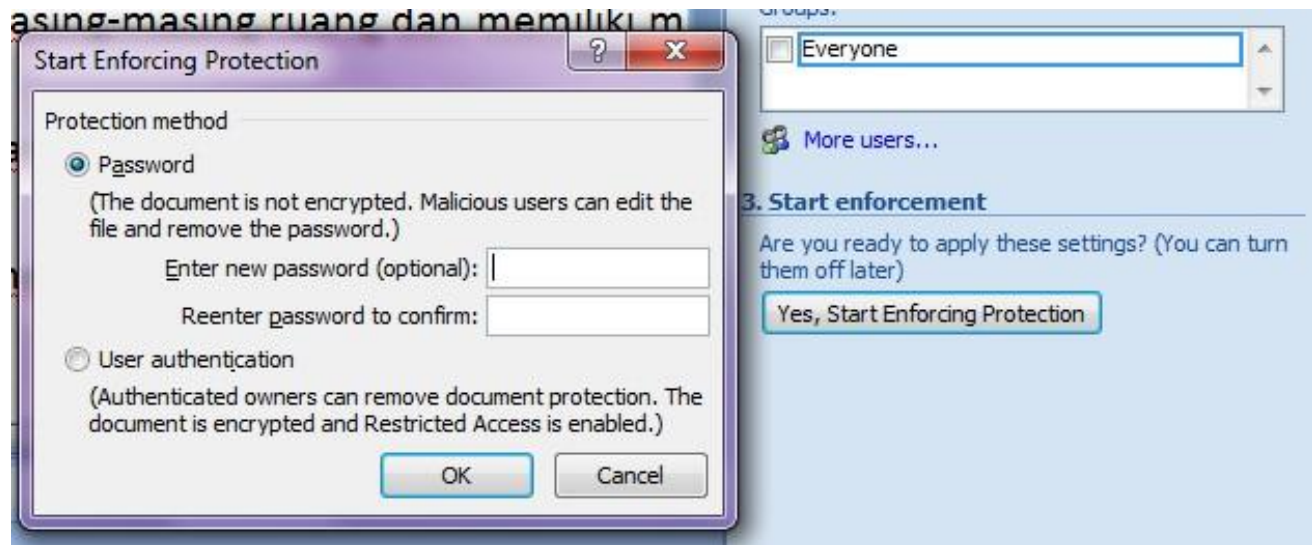 asing-masing ruang dan memiliki m
Start Enforcing Protection
Protection method
Password
(The document is not encrypted. Malicious users can edit the
file and remove the password.)
Enter new password (optional):
Reenter password to confirm:
User authentication
(Authenticated owners can remove document protection. The
document is encrypted and Restricted Access is enabled.)
OK Cancel
Groups:
Everyone
More users...
3. Start enforcement
Are you ready to apply these settings? (You can turn
them off later)
Yes, Start Enforcing Protection